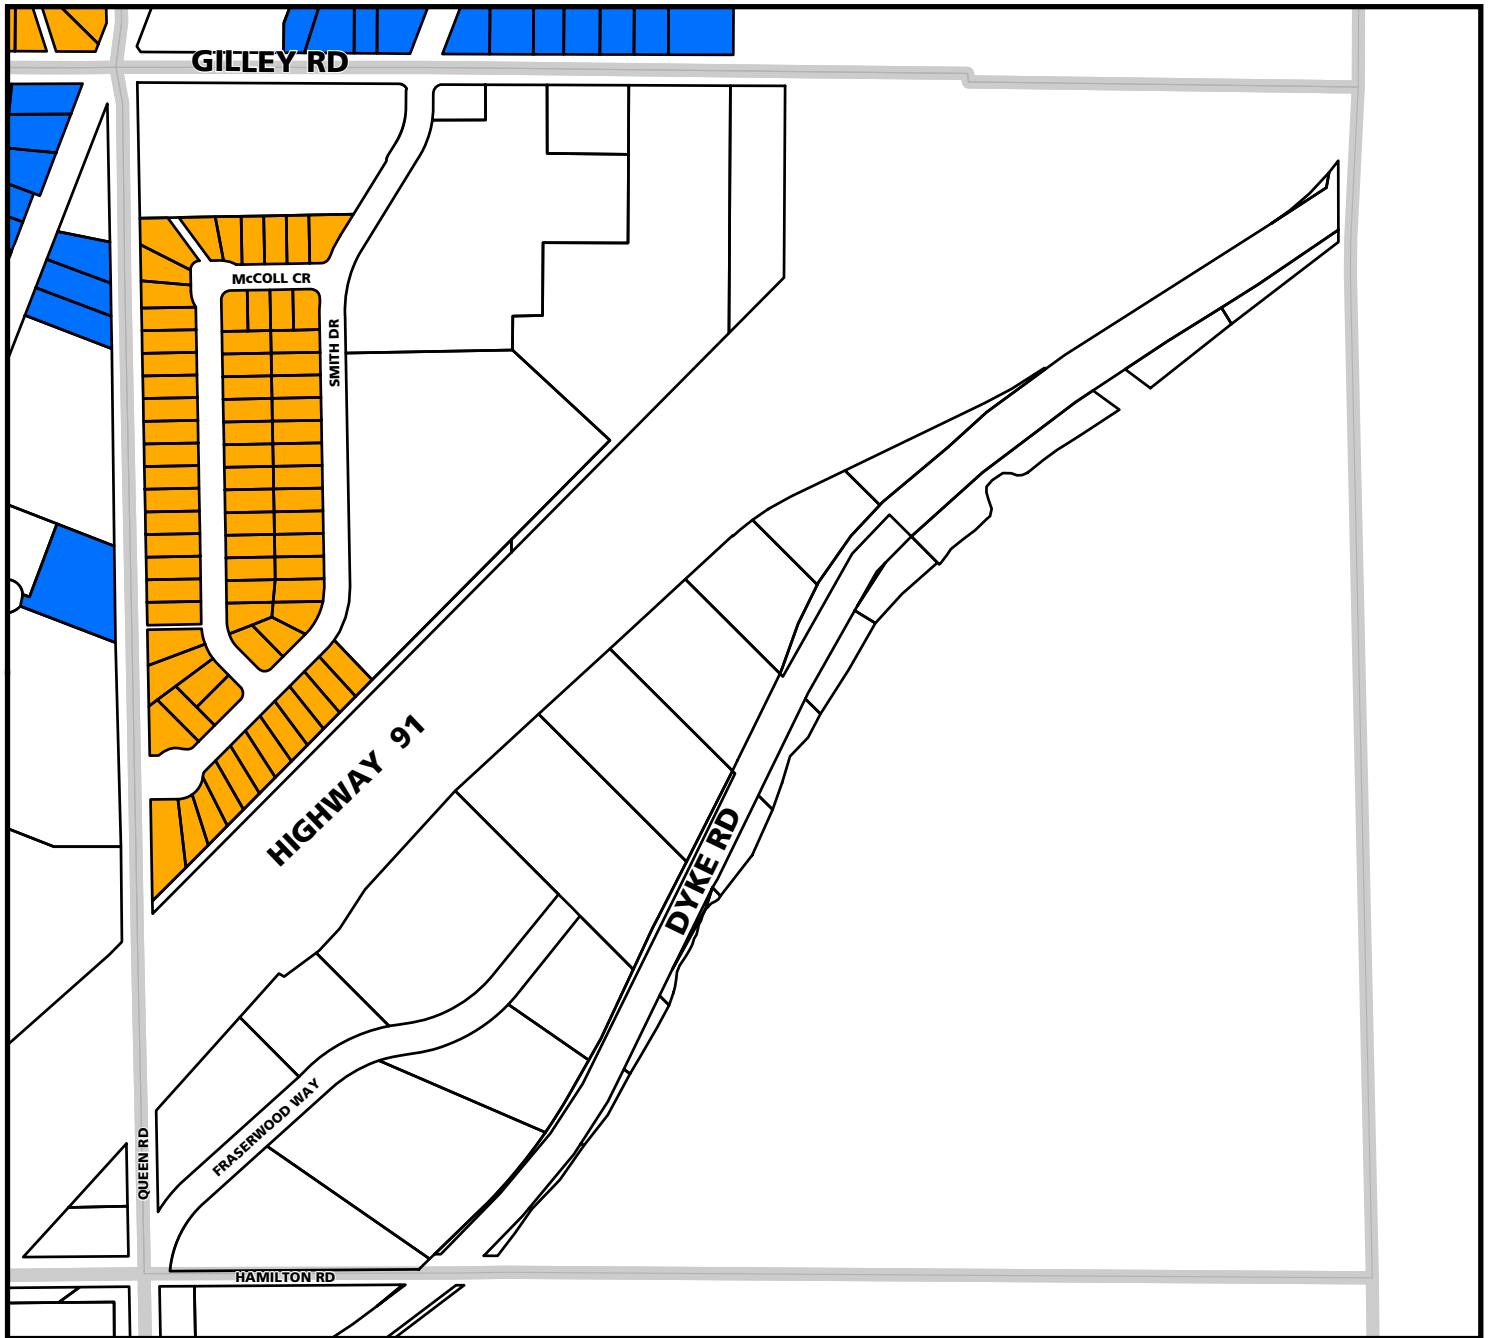 GILLEY RD
McCOLL CR
SMITH DR
HIGHWAY 91
DYKE RD
FRASERWOOD WAY
QUEEN RD
HAMILTON RD